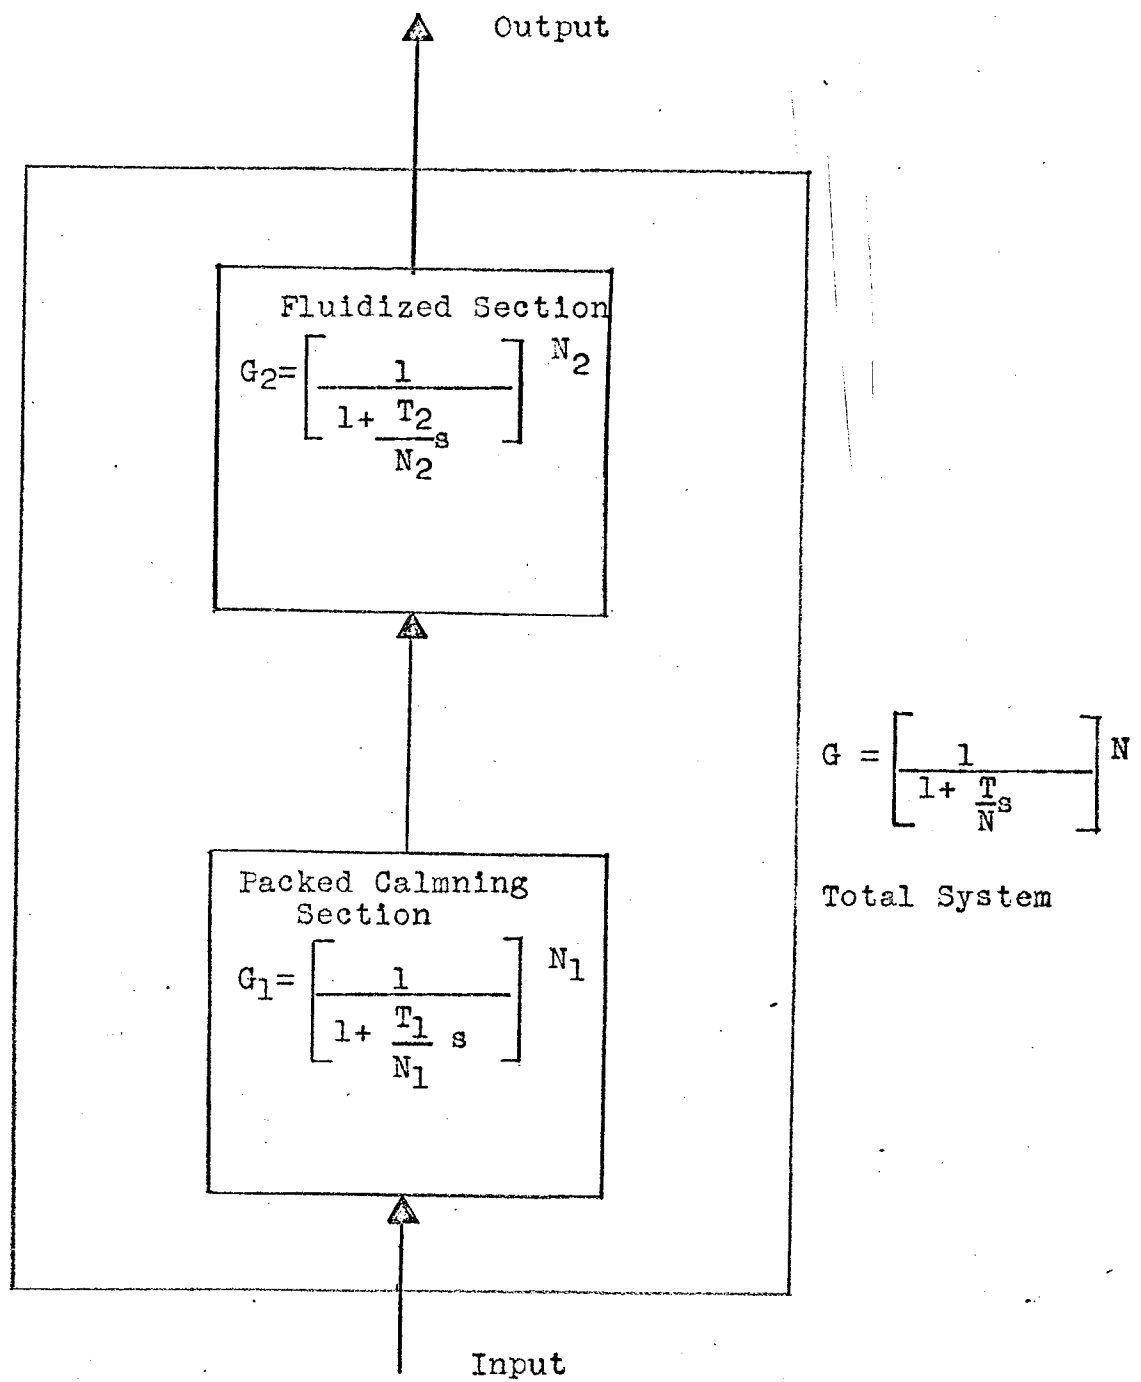 Output
Fluidized Section
G2=[1/(1+ T2/N2 s)] N2
G =[1/(1+ T/N s)] N
Packed Calmning
Section
Total System
G1=[1/(1+ T1/N1 s)] N1
Input